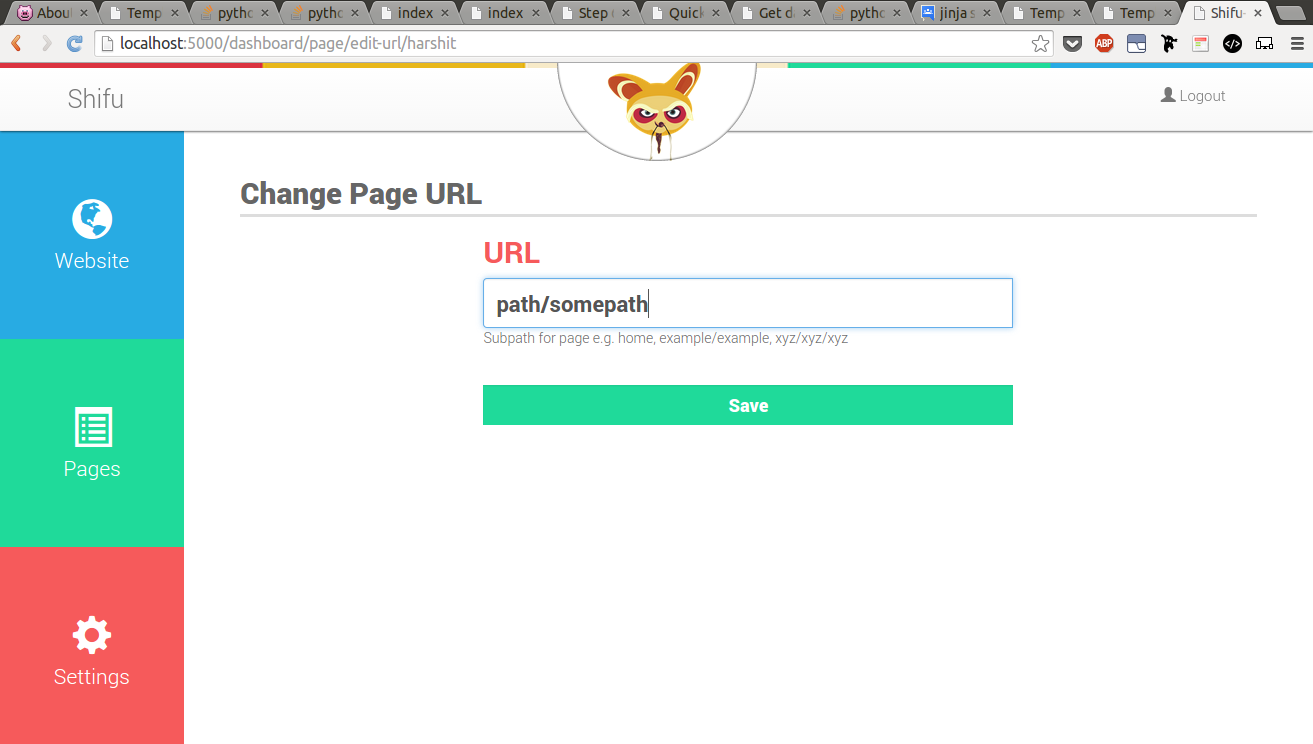 Abou Temp pytho pytho index index Step Quick Get d pytho jinja s Temp Temp Shifu-
localhost:5000/dashboard/page/edit-url/harshit
ABP
Shifu
Logout
Website
Pages
Settings
Change Page URL
URL
path/somepath
Subpath for page e.g. home, example/example, xyz/xyz/xyz
Save